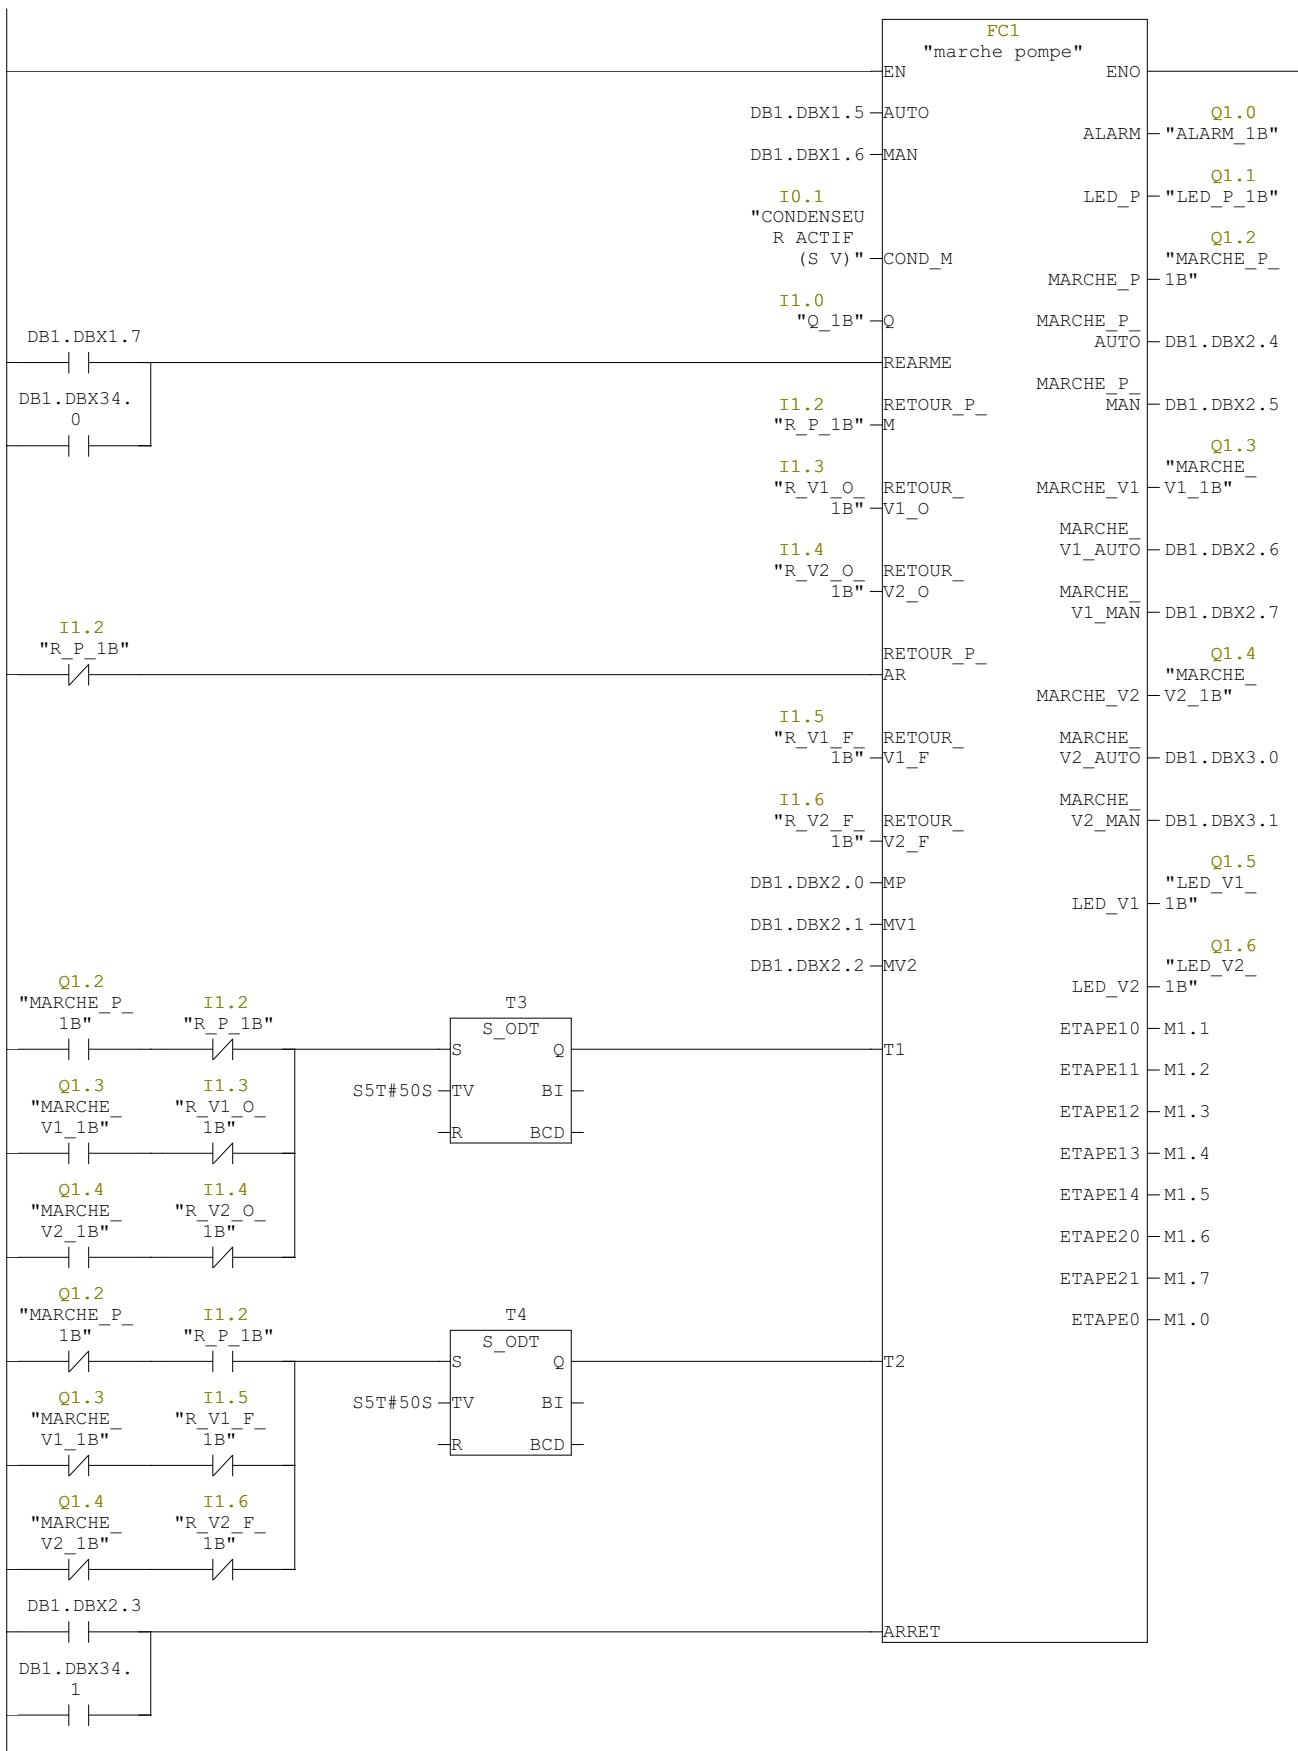 FC1
"marche pompe"
EN
ENO
DB1.DBX1.5
AUTO
Q1.0
ALARM
"ALARM_1B"
DB1.DBX1.6
MAN
Q1.1
LED_P
"LED_P_1B"
I0.1
"CONDENSEU
R ACTIF
(S V)"
COND_M
Q1.2
"MARCHE_P_
MARCHE_P
1B"
I1.0
"Q_1B"
Q
MARCHE_P_
AUTO
DB1.DBX2.4
DB1.DBX1.7
REARME
DB1.DBX34.
0
MARCHE_P_
MAN
DB1.DBX2.5
I1.2
RETOUR_P_
"R_P_1B"
M
I1.3
"R_V1_O_
RETOUR_
1B"
V1_O
Q1.3
"MARCHE_
MARCHE_V1
V1_1B"
I1.4
"R_V2_O_
RETOUR_
1B"
V2_O
MARCHE_
V1_AUTO
DB1.DBX2.6
MARCHE_
V1_MAN
DB1.DBX2.7
I1.2
"R_P_1B"
RETOUR_P_
AR
Q1.4
"MARCHE_
MARCHE_V2
V2_1B"
I1.5
"R_V1_F_
RETOUR_
1B"
V1_F
MARCHE_
V2_AUTO
DB1.DBX3.0
I1.6
"R_V2_F_
RETOUR_
1B"
V2_F
MARCHE_
V2_MAN
DB1.DBX3.1
DB1.DBX2.0
MP
Q1.5
"LED_V1_
LED_V1
1B"
DB1.DBX2.1
MV1
DB1.DBX2.2
MV2
Q1.6
"LED_V2_
LED_V2
1B"
Q1.2
"MARCHE_P_
1B"
I1.2
"R_P_1B"
T3
S_ODT
S
Q
T1
S5T#50S
TV
BI
R
BCD
ETAPE10
M1.1
ETAPE11
M1.2
ETAPE12
M1.3
ETAPE13
M1.4
ETAPE14
M1.5
ETAPE20
M1.6
ETAPE21
M1.7
ETAPE0
M1.0
Q1.3
"MARCHE_
V1_1B"
I1.3
"R_V1_O_
1B"
Q1.4
"MARCHE_
V2_1B"
I1.4
"R_V2_O_
1B"
Q1.2
"MARCHE_P_
1B"
I1.2
"R_P_1B"
T4
S_ODT
S
Q
T2
S5T#50S
TV
BI
R
BCD
Q1.3
"MARCHE_
V1_1B"
I1.5
"R_V1_F_
1B"
Q1.4
"MARCHE_
V2_1B"
I1.6
"R_V2_F_
1B"
DB1.DBX2.3
ARRET
DB1.DBX34.
1